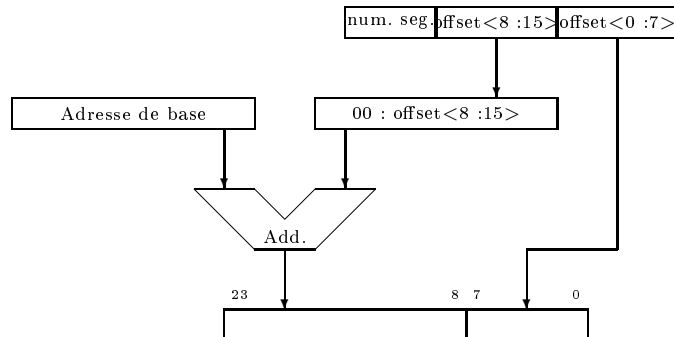 num. seg. offset<8 :15> offset<0 :7>
Adresse de base 00 : offset<8 :15>
Add.
23 8 7 0